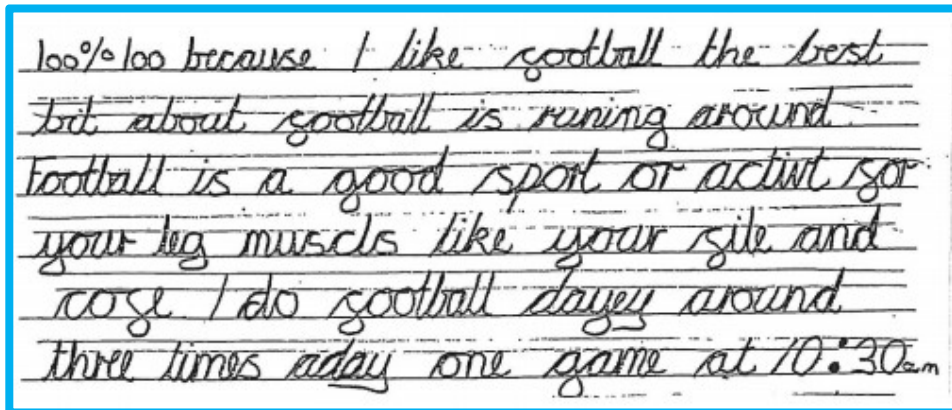 100%100 because I like football the best
bit about football is runing around
Football is a good sport or activt for
your leg muscls like your file and
cofe I do football dayey around
three times aday one game at 10:30am